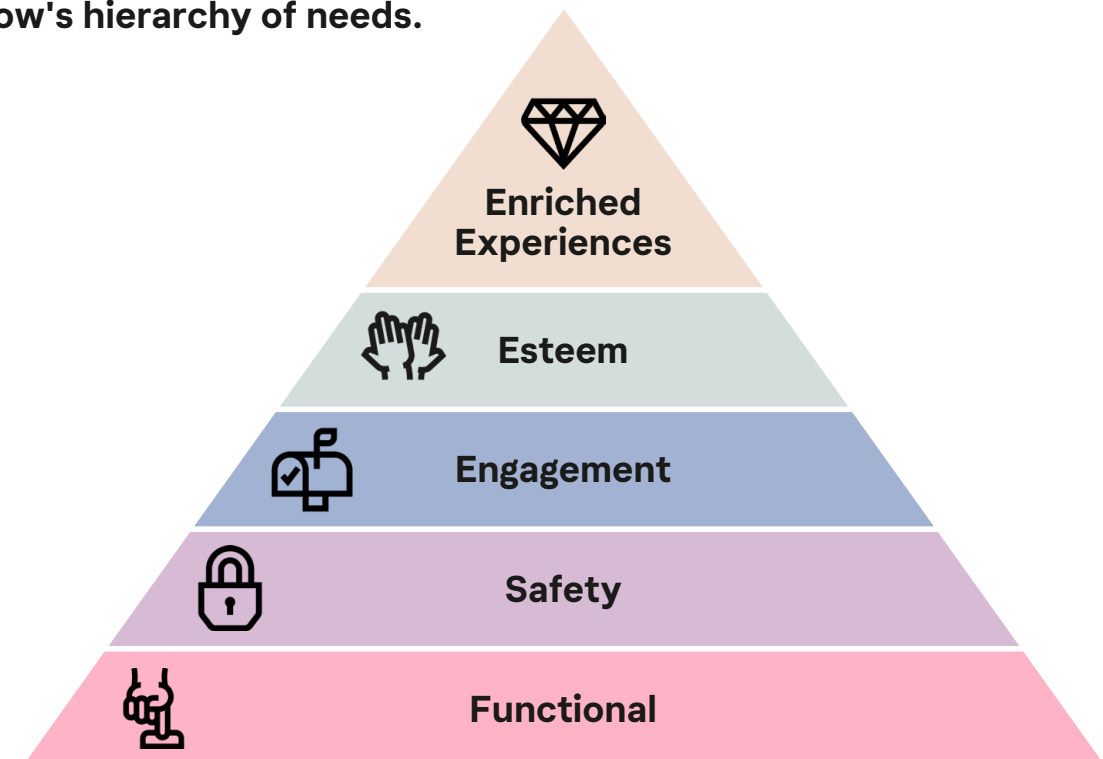 ow's hierarchy of needs.
Enriched
Experiences
Esteem
Engagement
Safety
Functional